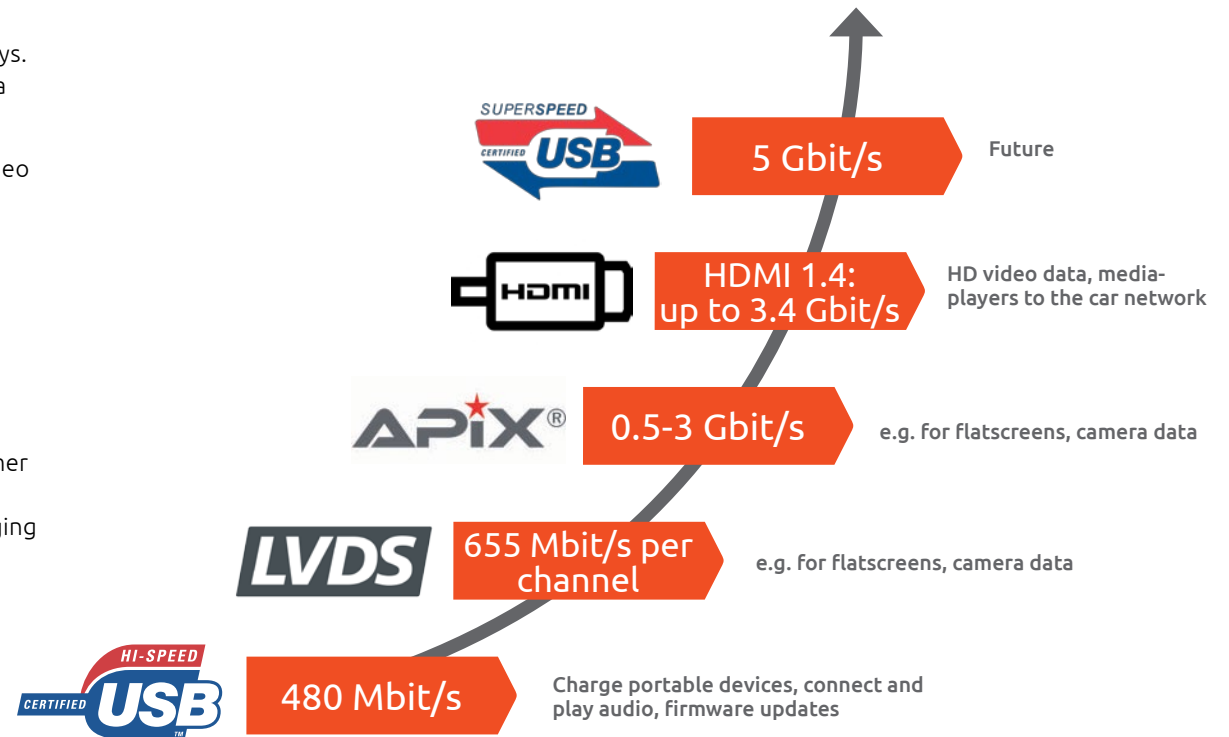 ys.
a
eo
ner
ging
SUPERSPEED
CERTIFIED USB
5 Gbit/s
Future
HDMI
HDMI 1.4:
up to 3.4 Gbit/s
HD video data, media-
players to the car network
APiX®
0.5-3 Gbit/s
e.g. for flatscreens, camera data
LVDS
655 Mbit/s per
channel
e.g. for flatscreens, camera data
HI-SPEED
CERTIFIED USB
TM
480 Mbit/s
Charge portable devices, connect and
play audio, firmware updates